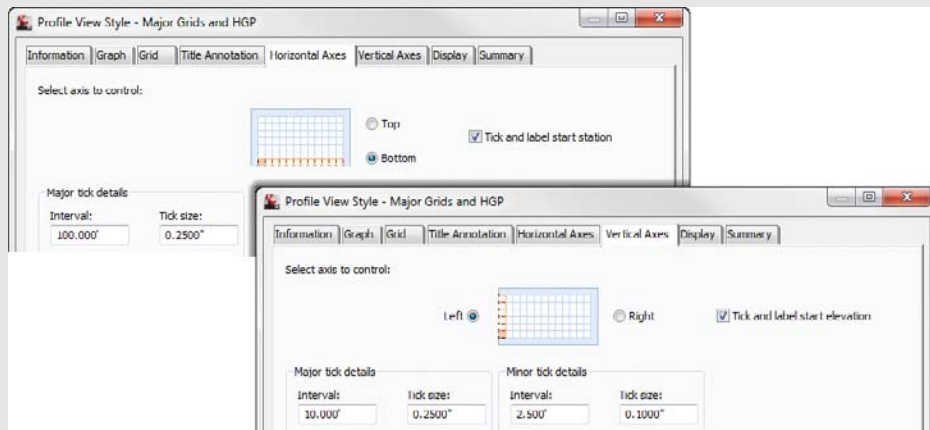 Profile View Style - Major Grids and HGP
Information Graph Grid Title Annotation Horizontal Axes Vertical Axes Display Summary
Select axis to control:
Top
Tick and label start station
Bottom
Major tick details
Interval: Tick size:
100.000' 0.2500"
Profile View Style - Major Grids and HGP
Information Graph Grid Title Annotation Horizontal Axes Vertical Axes Display Summary
Select axis to control:
Left Right Tick and label start elevation
Major tick details Minor tick details
Interval: Tick size: Interval: Tick size:
10.000' 0.2500" 2.500' 0.1000"